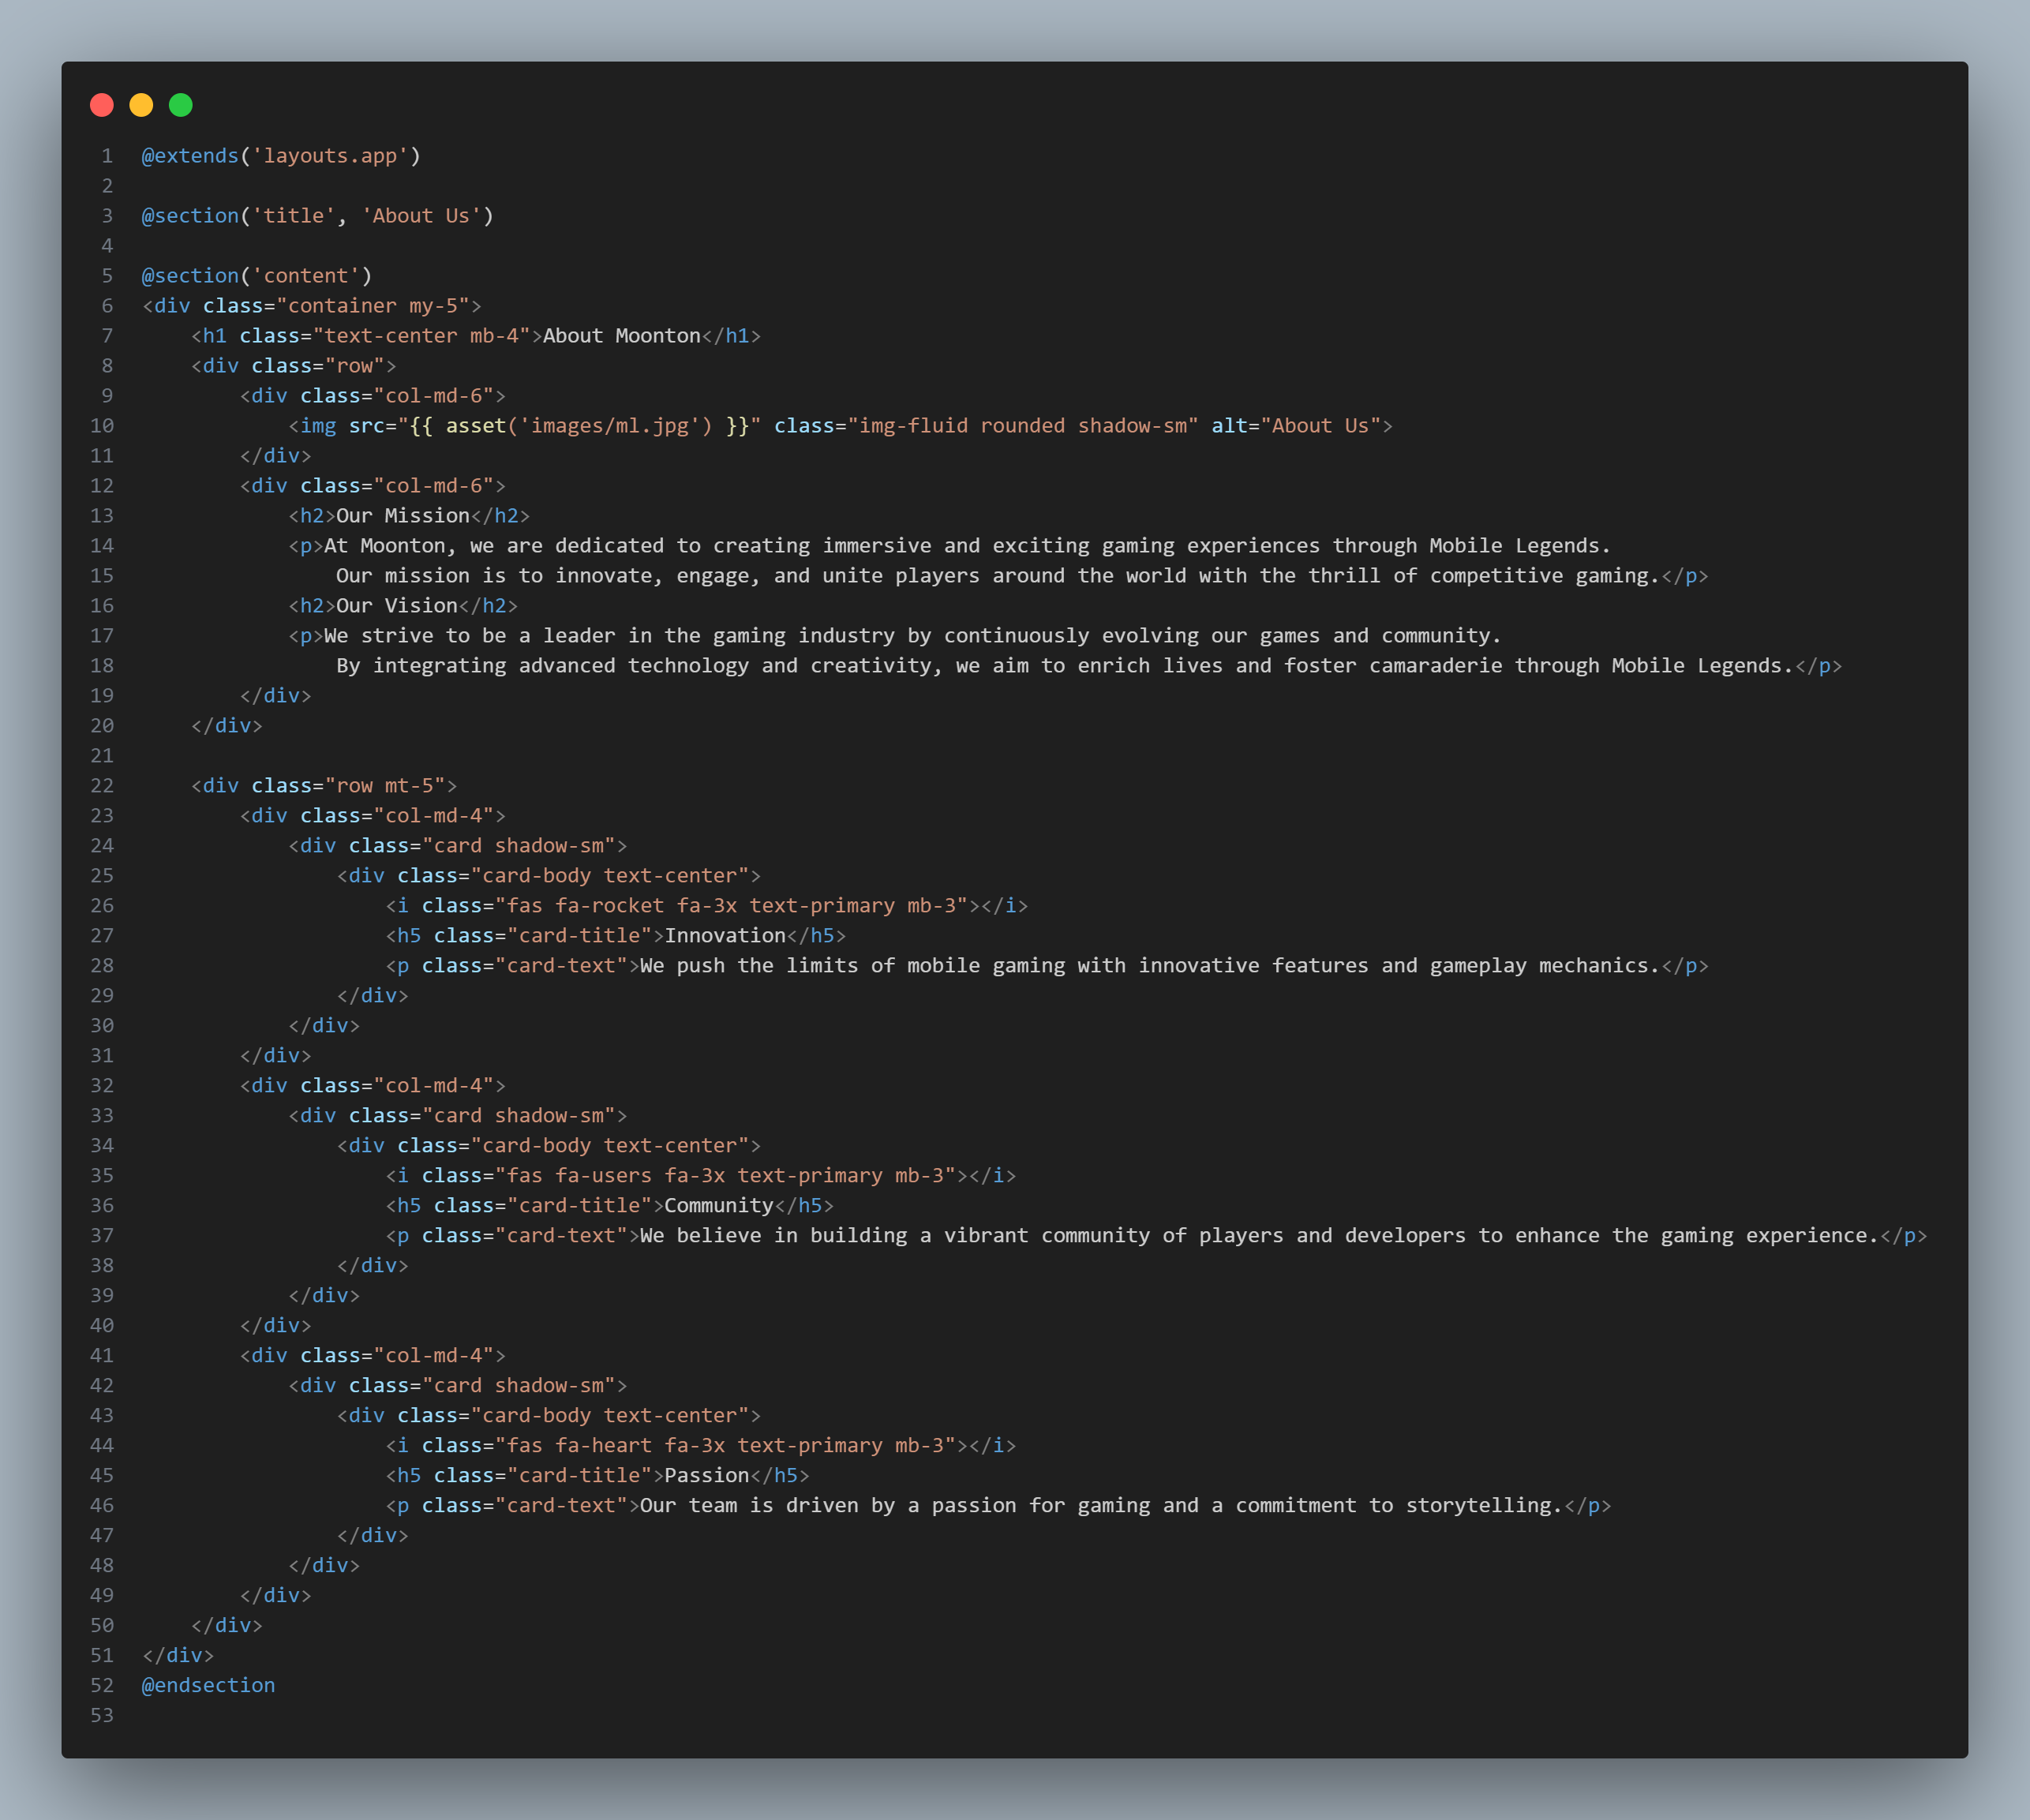 1 @extends('layouts.app')
2
3 @section('title', 'About Us')
4
5 @section('content')
6 <div class="container my-5">
7     <h1 class="text-center mb-4">About Moonton</h1>
8     <div class="row">
9         <div class="col-md-6">
10             <img src="{{ asset('images/ml.jpg') }}" class="img-fluid rounded shadow-sm" alt="About Us">
11         </div>
12         <div class="col-md-6">
13             <h2>Our Mission</h2>
14             <p>At Moonton, we are dedicated to creating immersive and exciting gaming experiences through Mobile Legends.
15                 Our mission is to innovate, engage, and unite players around the world with the thrill of competitive gaming.</p>
16             <h2>Our Vision</h2>
17             <p>We strive to be a leader in the gaming industry by continuously evolving our games and community.
18                 By integrating advanced technology and creativity, we aim to enrich lives and foster camaraderie through Mobile Legends.</p>
19         </div>
20     </div>
21
22     <div class="row mt-5">
23         <div class="col-md-4">
24             <div class="card shadow-sm">
25                 <div class="card-body text-center">
26                     <i class="fas fa-rocket fa-3x text-primary mb-3"></i>
27                     <h5 class="card-title">Innovation</h5>
28                     <p class="card-text">We push the limits of mobile gaming with innovative features and gameplay mechanics.</p>
29                 </div>
30             </div>
31         </div>
32         <div class="col-md-4">
33             <div class="card shadow-sm">
34                 <div class="card-body text-center">
35                     <i class="fas fa-users fa-3x text-primary mb-3"></i>
36                     <h5 class="card-title">Community</h5>
37                     <p class="card-text">We believe in building a vibrant community of players and developers to enhance the gaming experience.</p>
38                 </div>
39             </div>
40         </div>
41         <div class="col-md-4">
42             <div class="card shadow-sm">
43                 <div class="card-body text-center">
44                     <i class="fas fa-heart fa-3x text-primary mb-3"></i>
45                     <h5 class="card-title">Passion</h5>
46                     <p class="card-text">Our team is driven by a passion for gaming and a commitment to storytelling.</p>
47                 </div>
48             </div>
49         </div>
50     </div>
51 </div>
52 @endsection
53